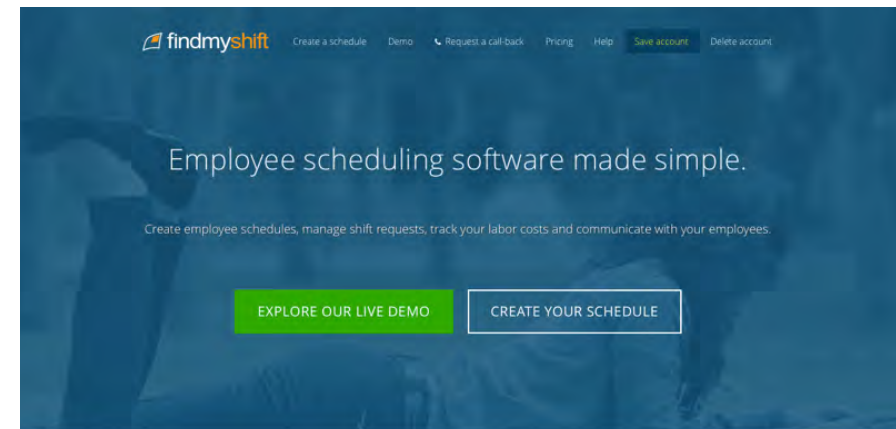 findmyshift Create a schedule Demo Request a call-back Pricing Help Save account Delete account
Employee scheduling software made simple.
Create employee schedules, manage shift requests, track your labor costs and communicate with your employees.
EXPLORE OUR LIVE DEMO CREATE YOUR SCHEDULE